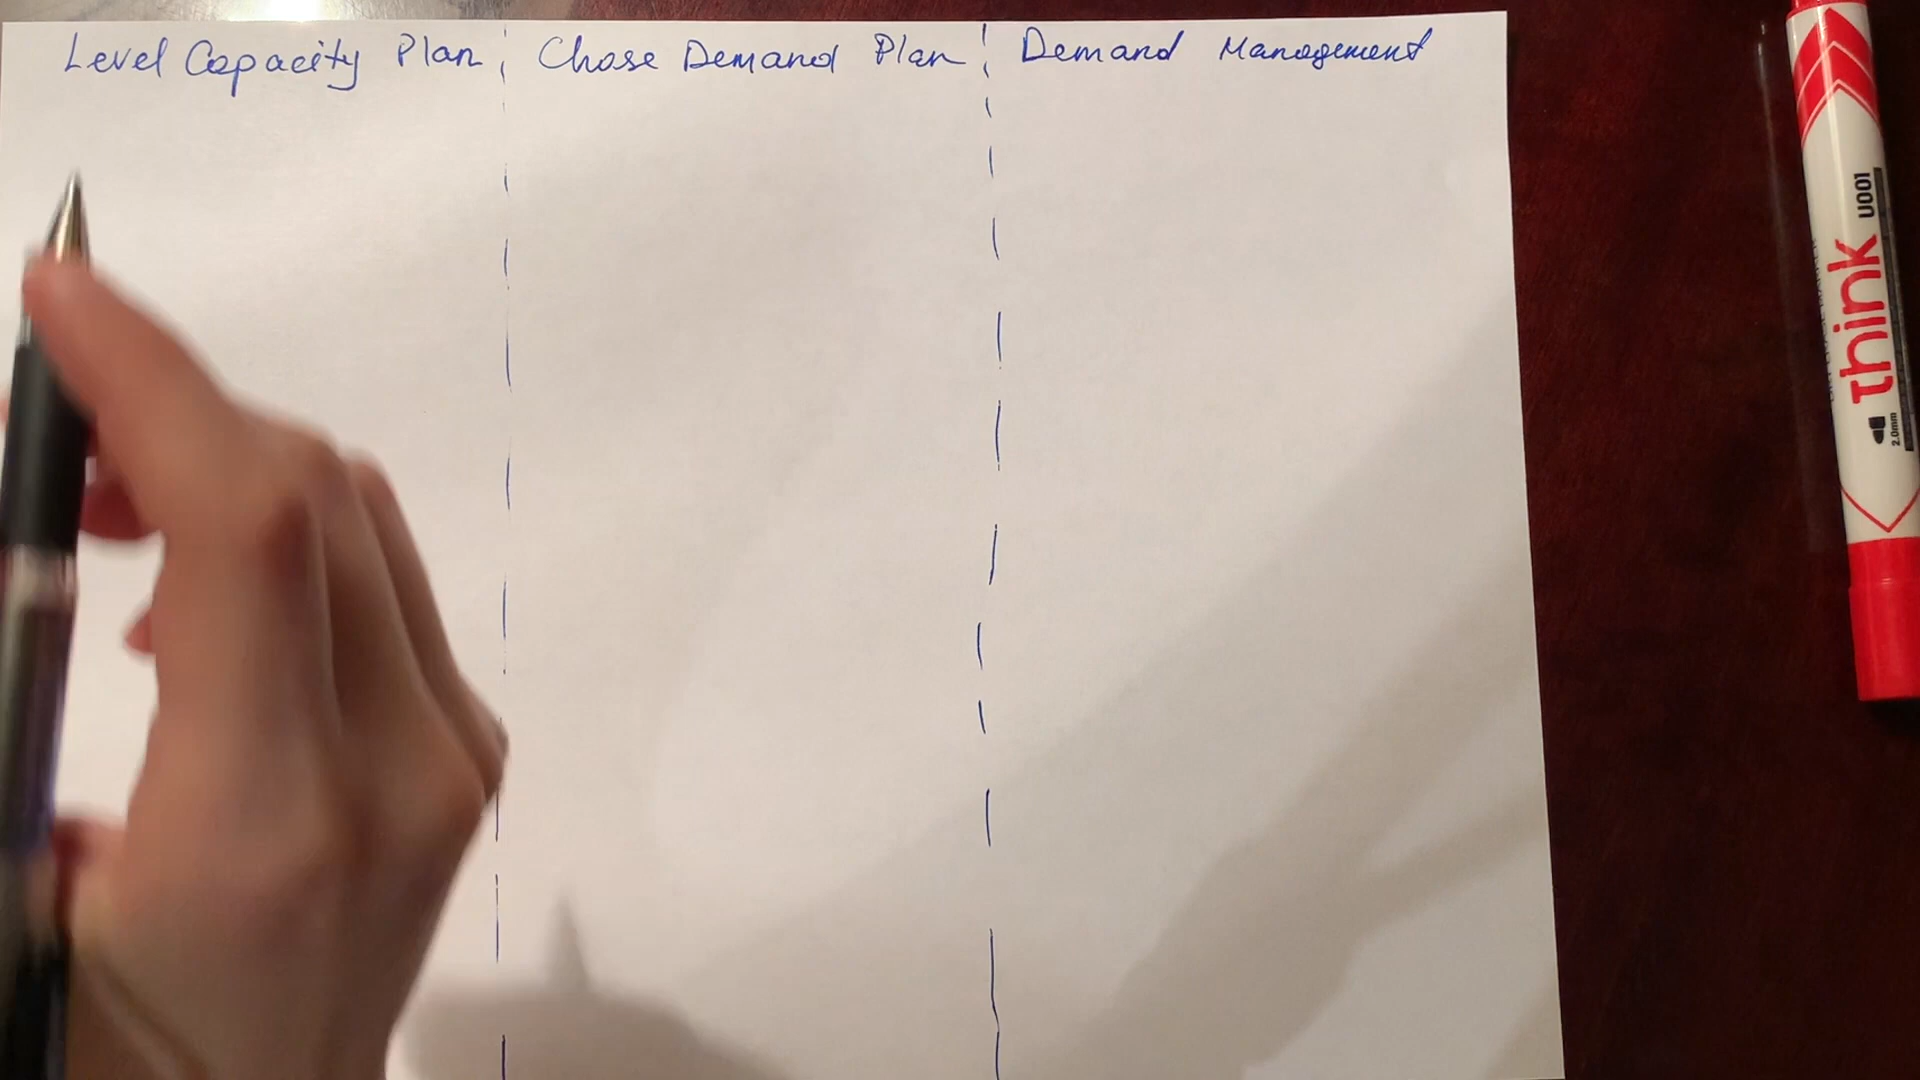 Level Capacity Plan
Chase Demand Plan
Demand Management
think U001
2.0mm